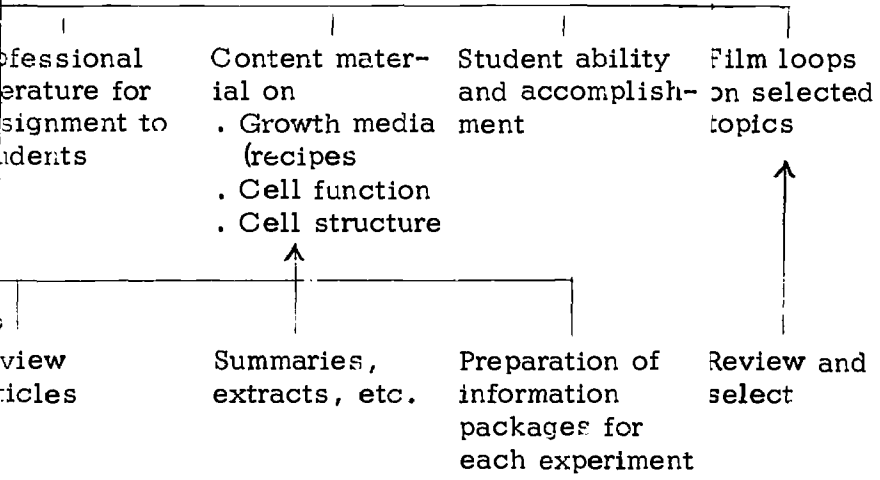 Content mater-
ial on
. Growth media
(recipes
. Cell function
. Cell structure
Student ability
and accomplish-
ment
Film loops
on selected
topics
Summaries,
extracts, etc.
Preparation of
information
packages for
each experiment
Review and
select